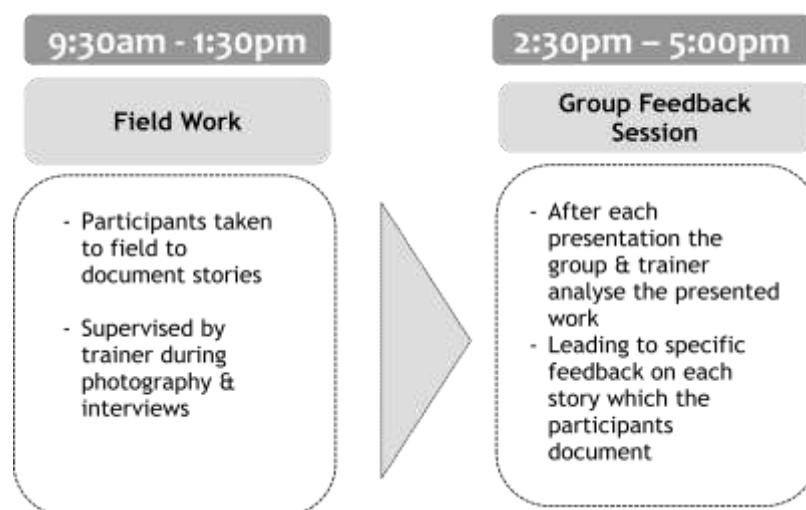 9:30am - 1:30pm
Field Work
- Participants taken
to field to
document stories
- Supervised by
trainer during
photography &
interviews
2:30pm – 5:00pm
Group Feedback
Session
- After each
presentation the
group & trainer
analyse the presented
work
- Leading to specific
feedback on each
story which the
participants
document